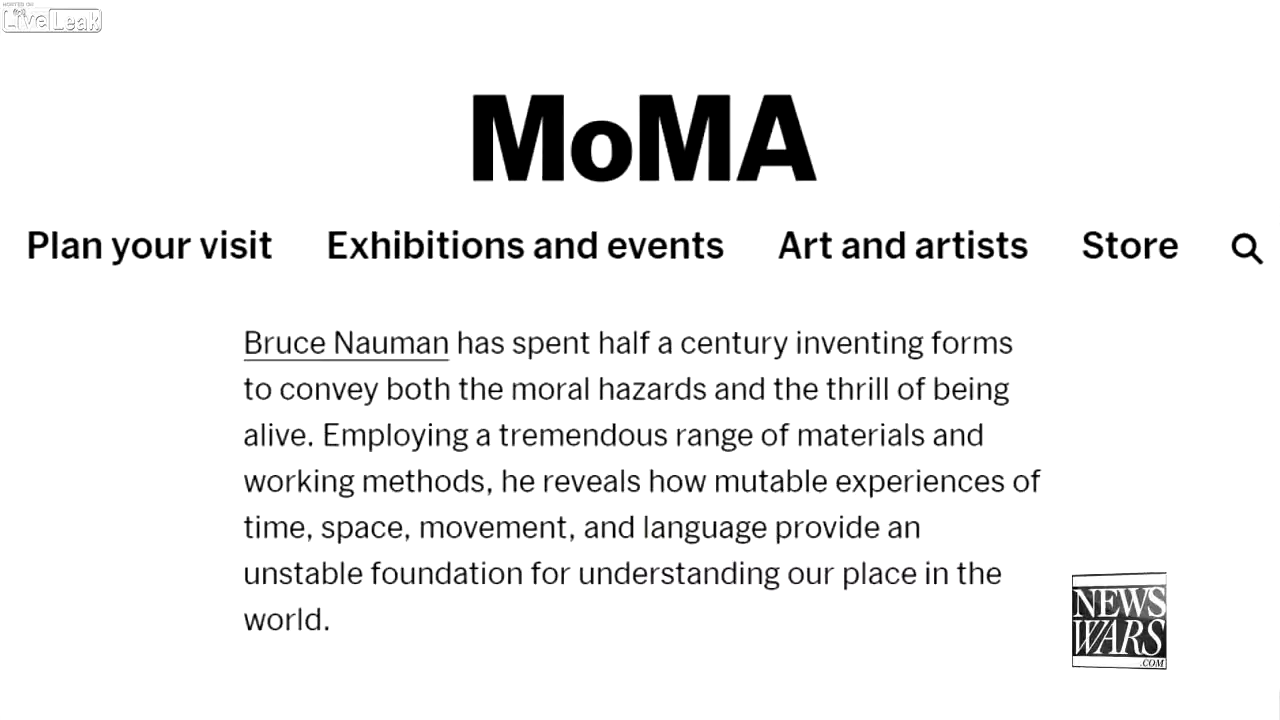 HOSTED ON
LiveLeak
MoMA
Plan your visit Exhibitions and events Art and artists Store
Bruce Nauman has spent half a century inventing forms
to convey both the moral hazards and the thrill of being
alive. Employing a tremendous range of materials and
working methods, he reveals how mutable experiences of
time, space, movement, and language provide an
unstable foundation for understanding our place in the
world.
NEWS
WARS
.COM